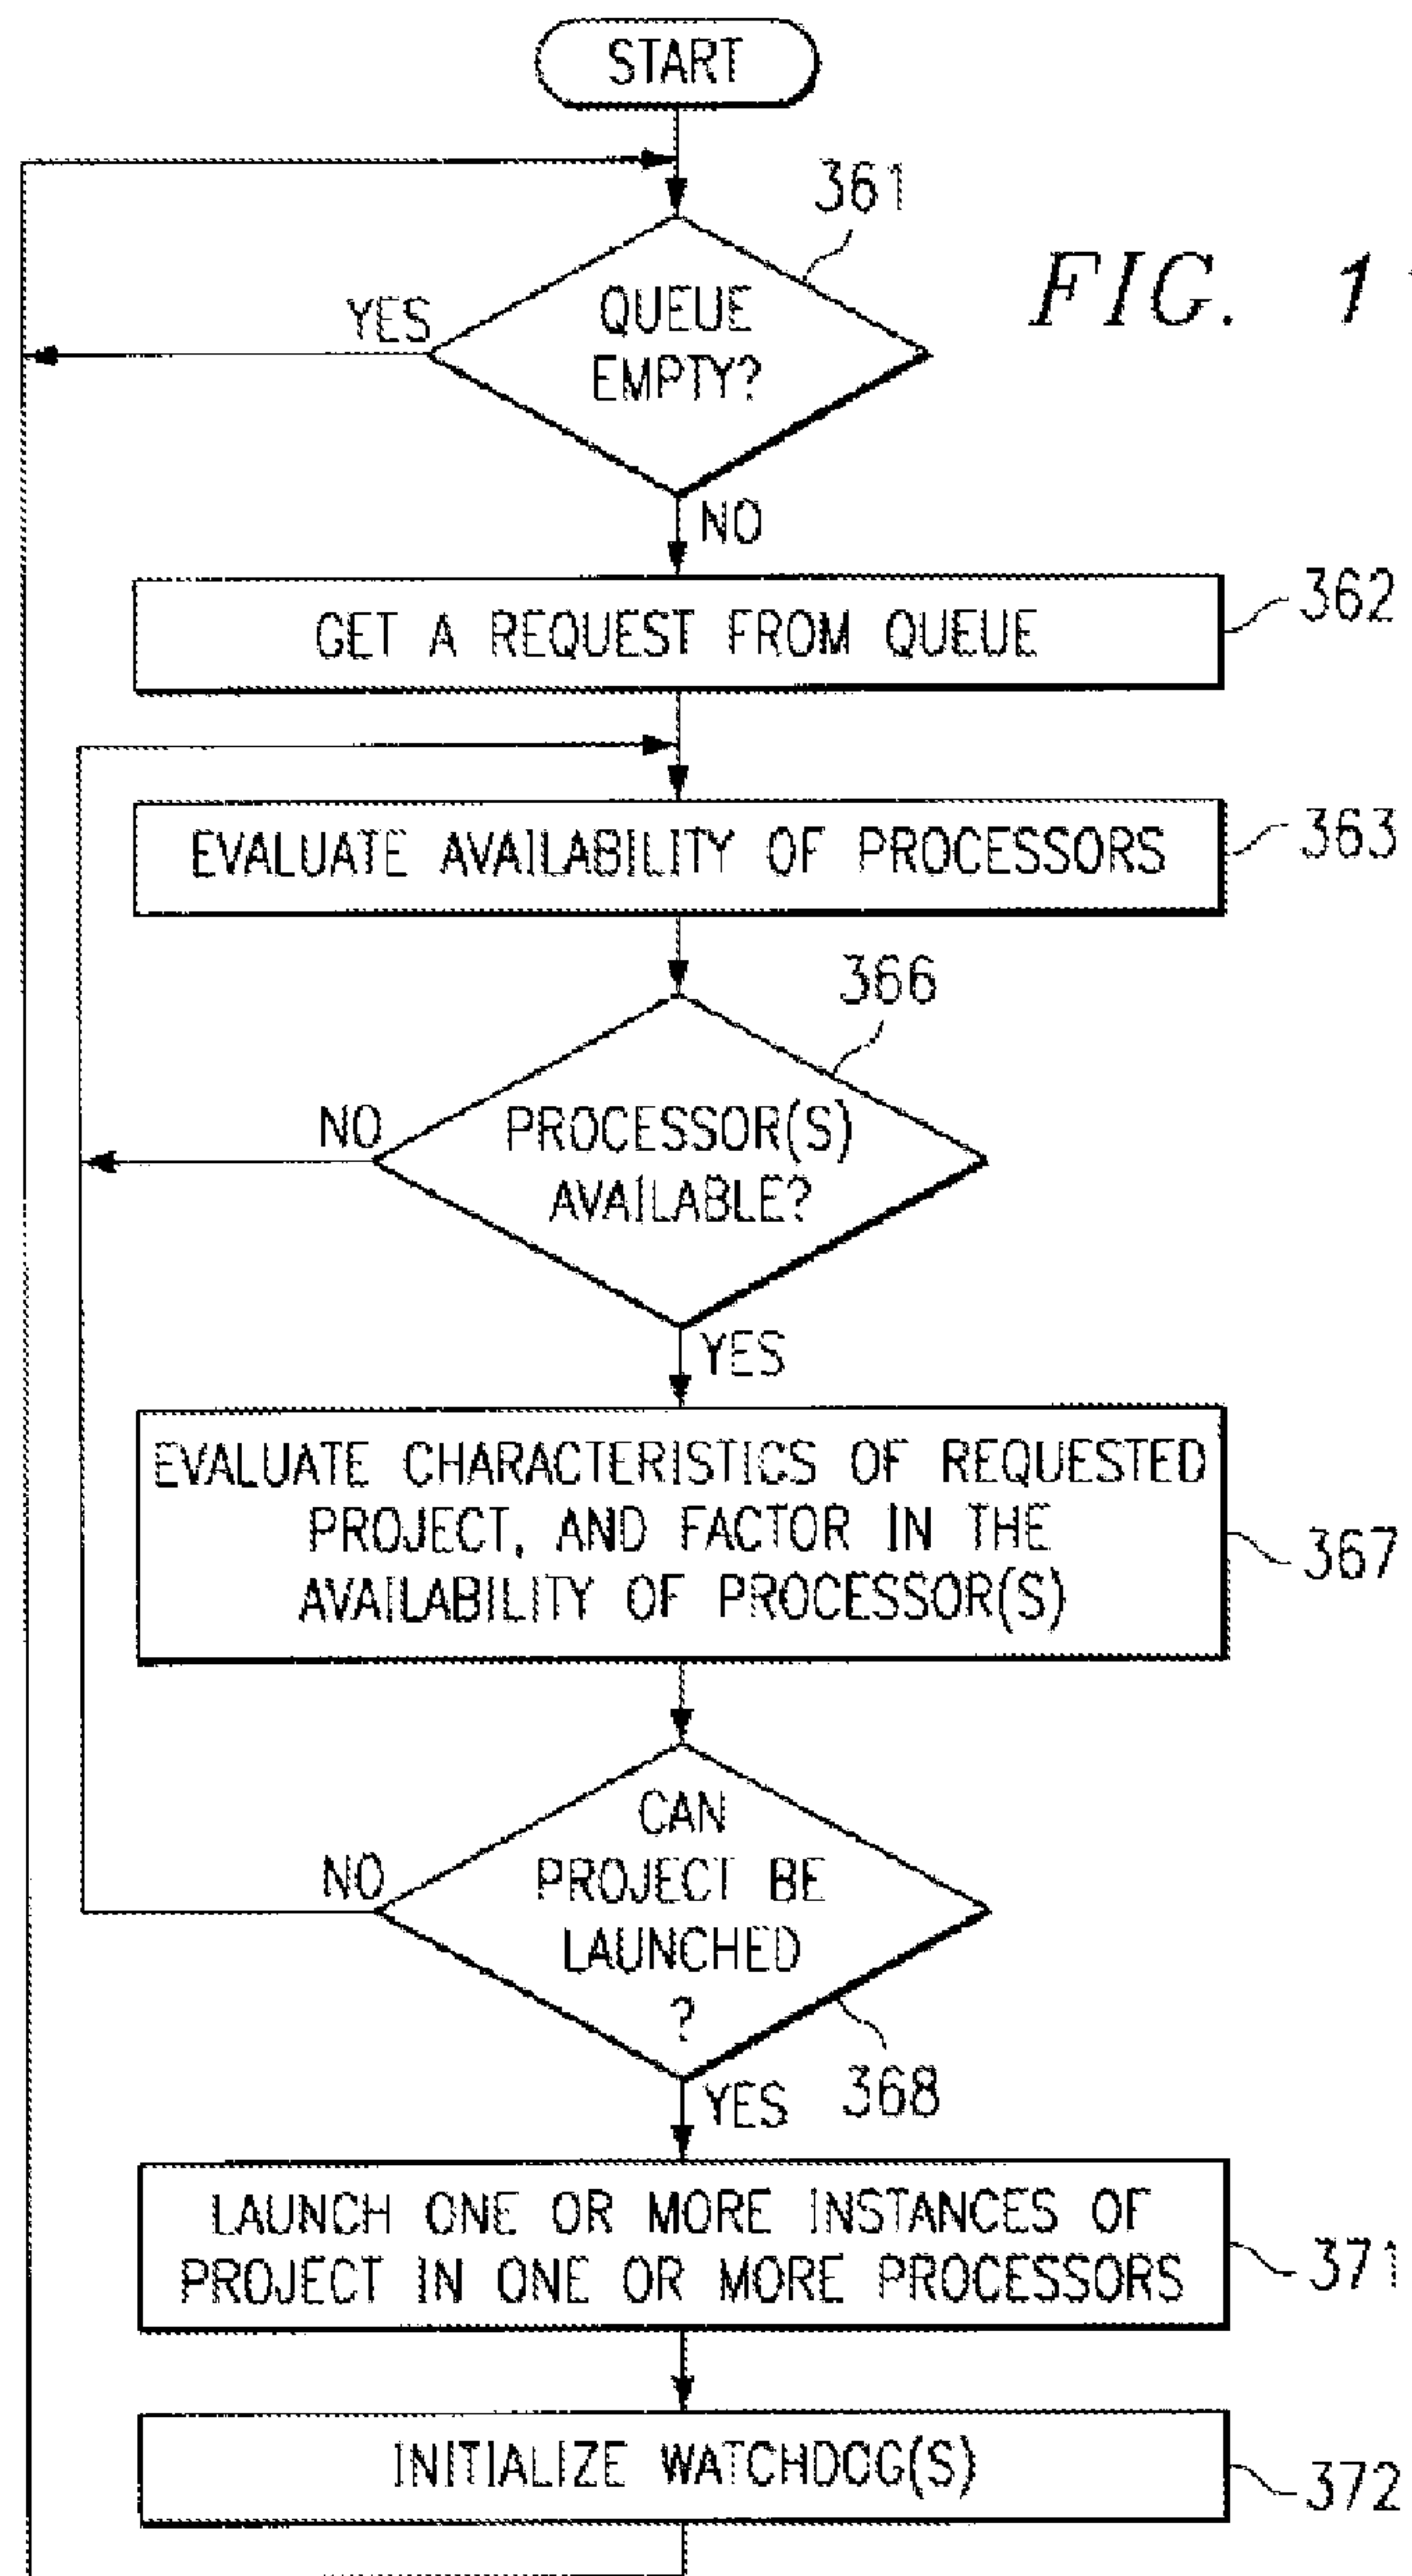 START
361
FIG. 1
YES
QUEUE
EMPTY?
NO
GET A REQUEST FROM QUEUE
362
EVALUATE AVAILABILITY OF PROCESSORS
363
366
NO
PROCESSOR(S)
AVAILABLE?
YES
EVALUATE CHARACTERISTICS OF REQUESTED
PROJECT, AND FACTOR IN THE
AVAILABILITY OF PROCESSOR(S)
367
CAN
PROJECT BE
LAUNCHED
?
NO
YES
368
LAUNCH ONE OR MORE INSTANCES OF
PROJECT IN ONE OR MORE PROCESSORS
371
INITIALIZE WATCHDOG(S)
372